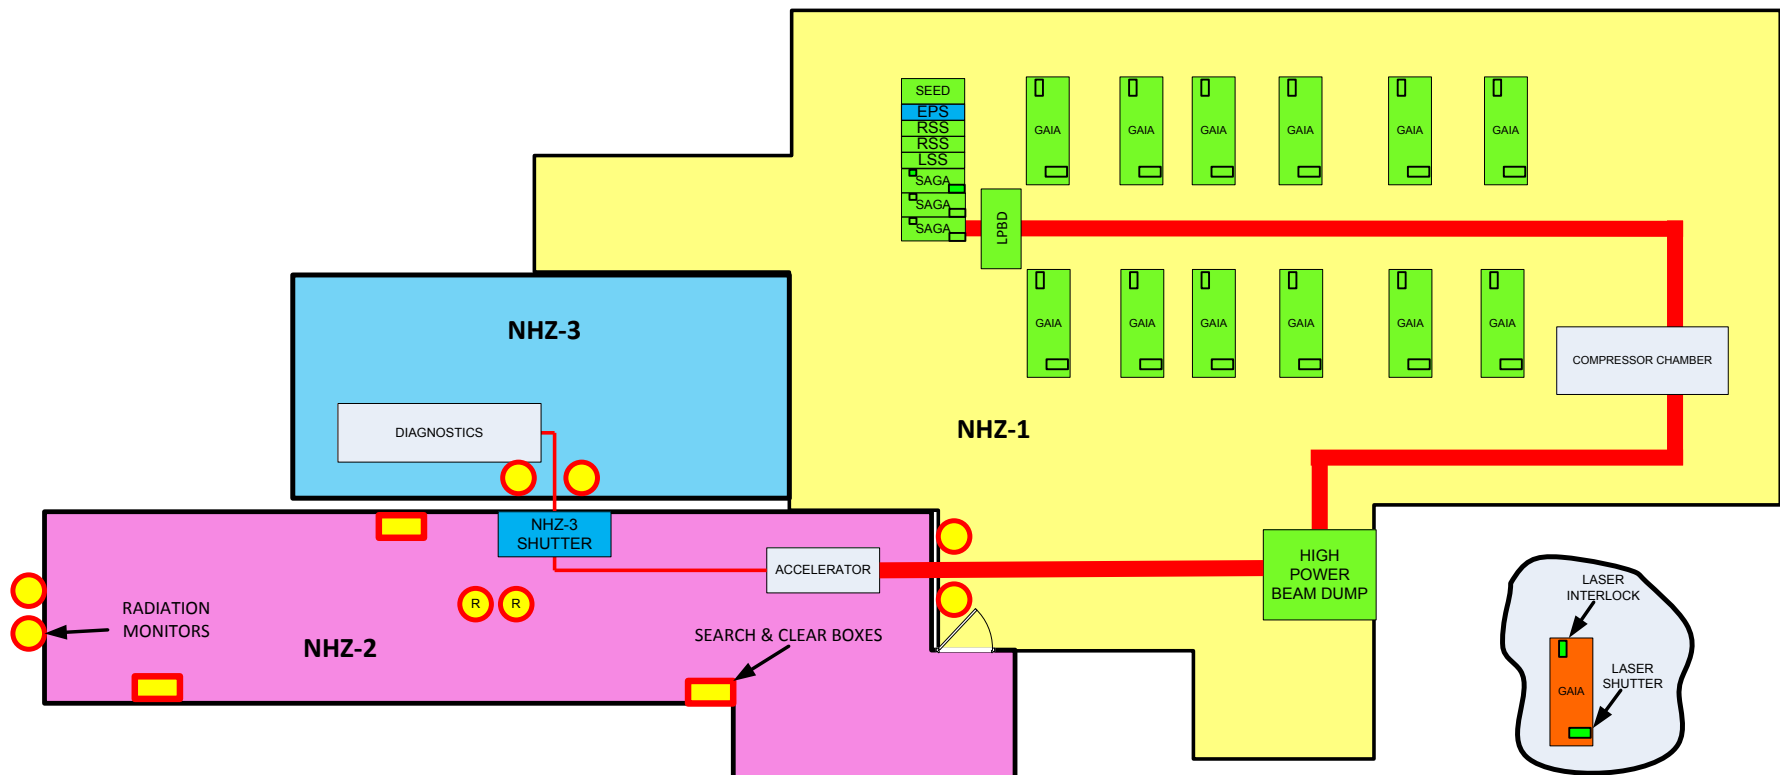 SEED
EPS
RSS
RSS
LSS
SAGA
SAGA
SAGA
LPBD
GAIA
GAIA
GAIA
GAIA
GAIA
GAIA
GAIA
GAIA
GAIA
GAIA
GAIA
GAIA
COMPRESSOR CHAMBER
NHZ-3
DIAGNOSTICS
NHZ-1
NHZ-3
SHUTTER
ACCELERATOR
HIGH
POWER
BEAM DUMP
R
R
RADIATION
MONITORS
NHZ-2
SEARCH & CLEAR BOXES
LASER
INTERLOCK
LASER
SHUTTER
GAIA